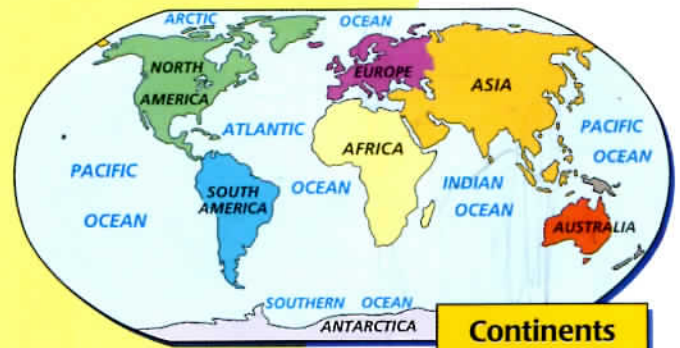 ARCTIC OCEAN
NORTH
AMERICA
EUROPE
ASIA
ATLANTIC
OCEAN
AFRICA
PACIFIC
OCEAN
PACIFIC
OCEAN
SOUTH
AMERICA
INDIAN
OCEAN
AUSTRALIA
SOUTHERN OCEAN
ANTARCTICA
Continents